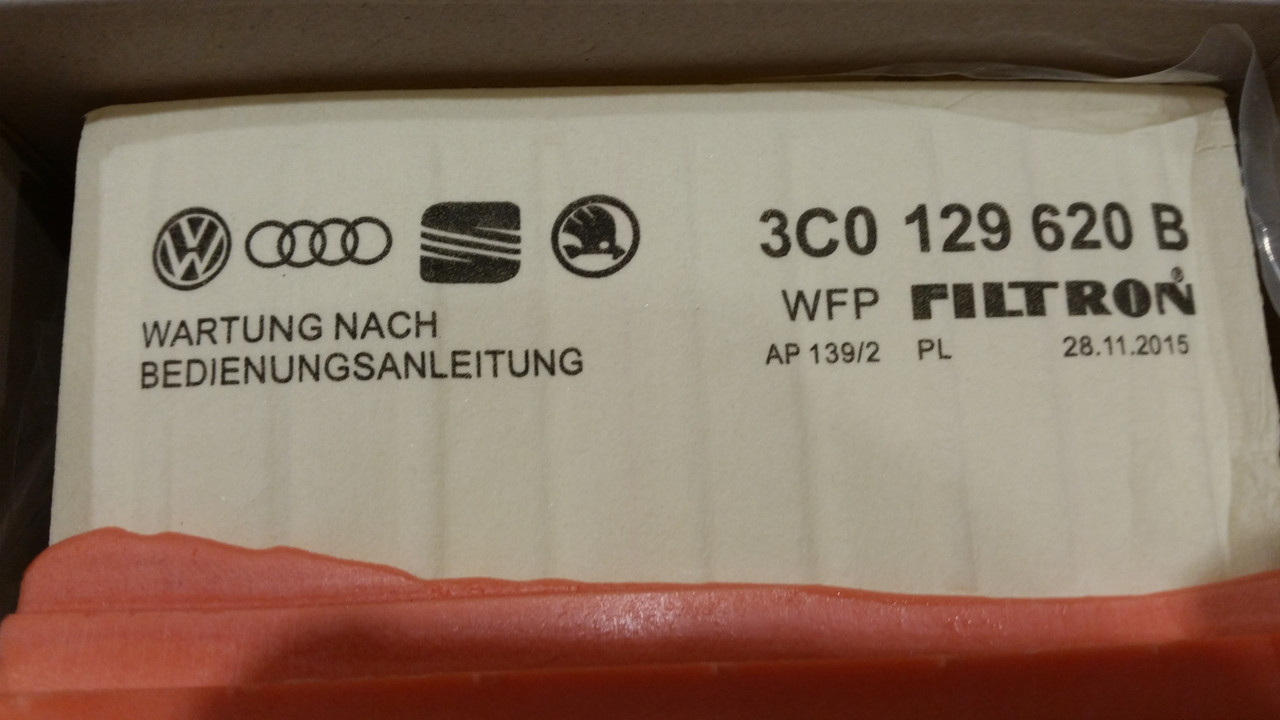 WARTUNG NACH
BEDIENUNGSANLEITUNG
3C0 129 620 B
WFP FILTRON®
AP 139/2 PL 28.11.2015